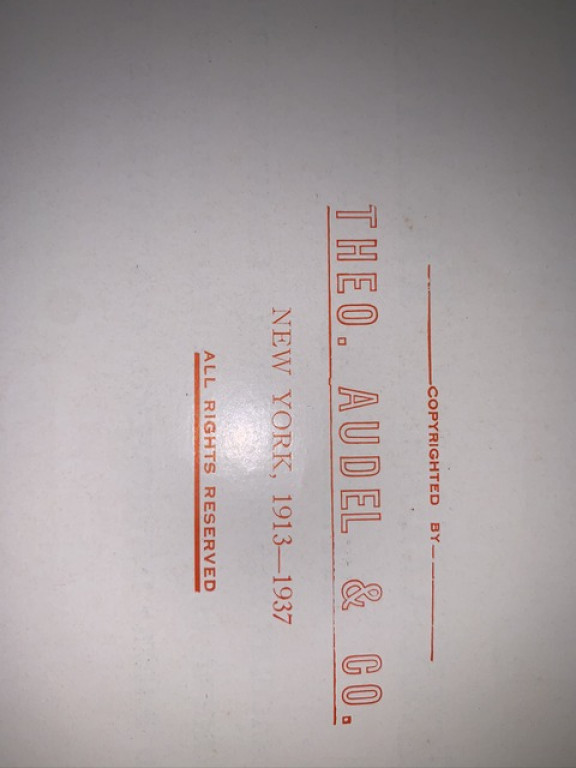 COPYRIGHTED BY
THEO. AUDEL & CO.
NEW YORK, 1913—1937
ALL RIGHTS RESERVED